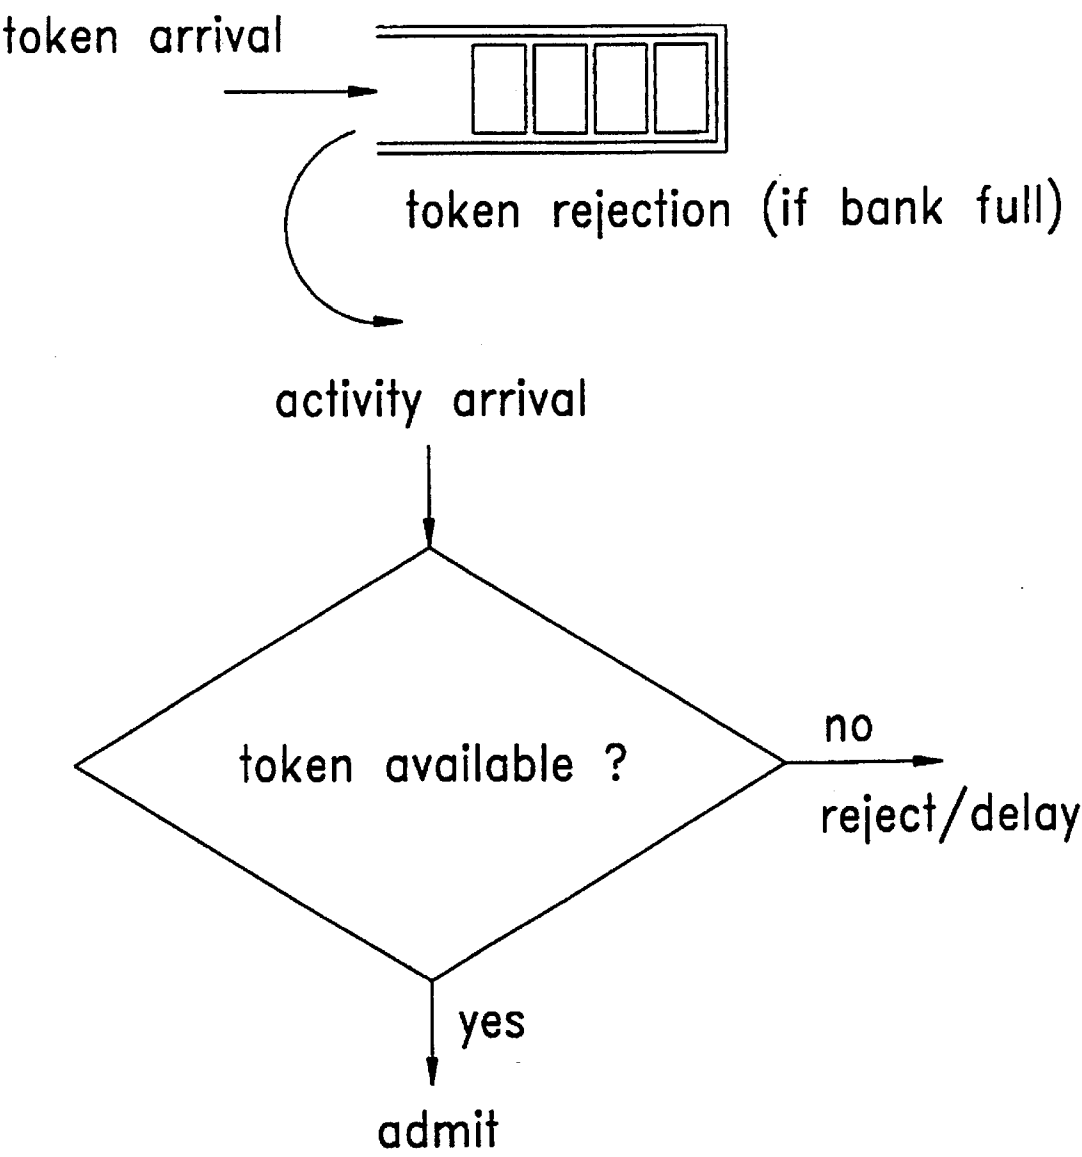 token arrival
token rejection (if bank full)
activity arrival
token available ?
no
reject/delay
yes
admit